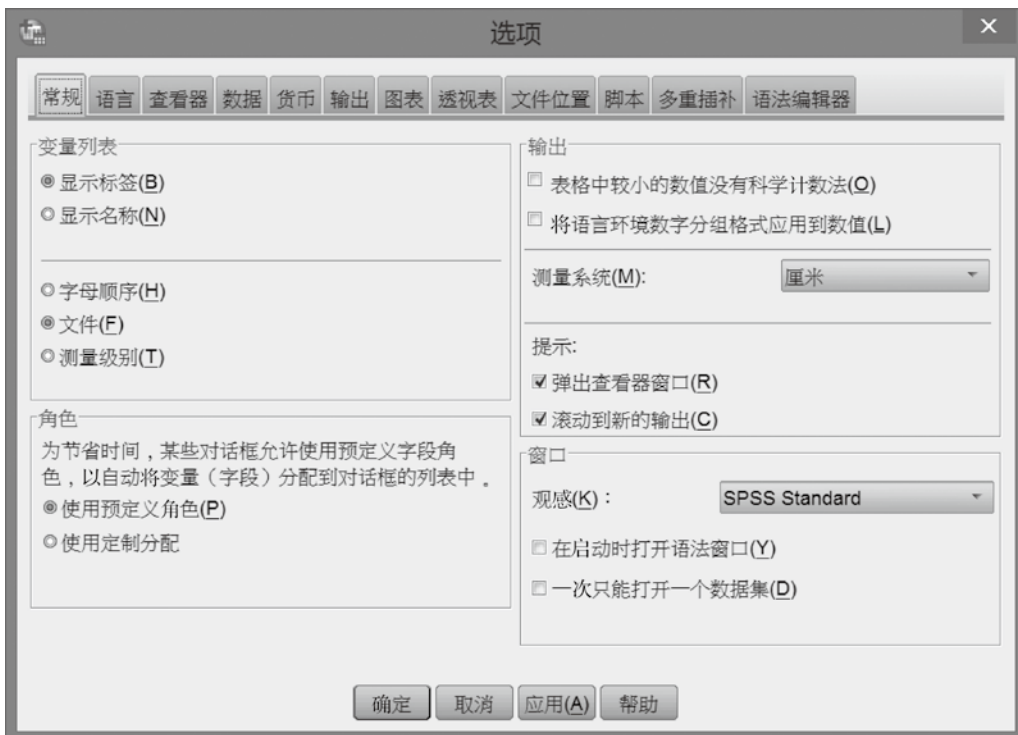 选项
常规 语言 查看器 数据 货币 输出 图表 透视表 文件位置 脚本 多重插补 语法编辑器
变量列表
显示标签(B)
显示名称(N)
字母顺序(H)
文件(F)
测量级别(T)
角色
为节省时间，某些对话框允许使用预定义字段角
色，以自动将变量（字段）分配到对话框的列表中。
使用预定义角色(P)
使用定制分配
输出
表格中较小的数值没有科学计数法(O)
将语言环境数字分组格式应用到数值(L)
测量系统(M): 厘米
提示:
弹出查看器窗口(R)
滚动到新的输出(C)
窗口
观感(K)： SPSS Standard
在启动时打开语法窗口(Y)
一次只能打开一个数据集(D)
确定 取消 应用(A) 帮助